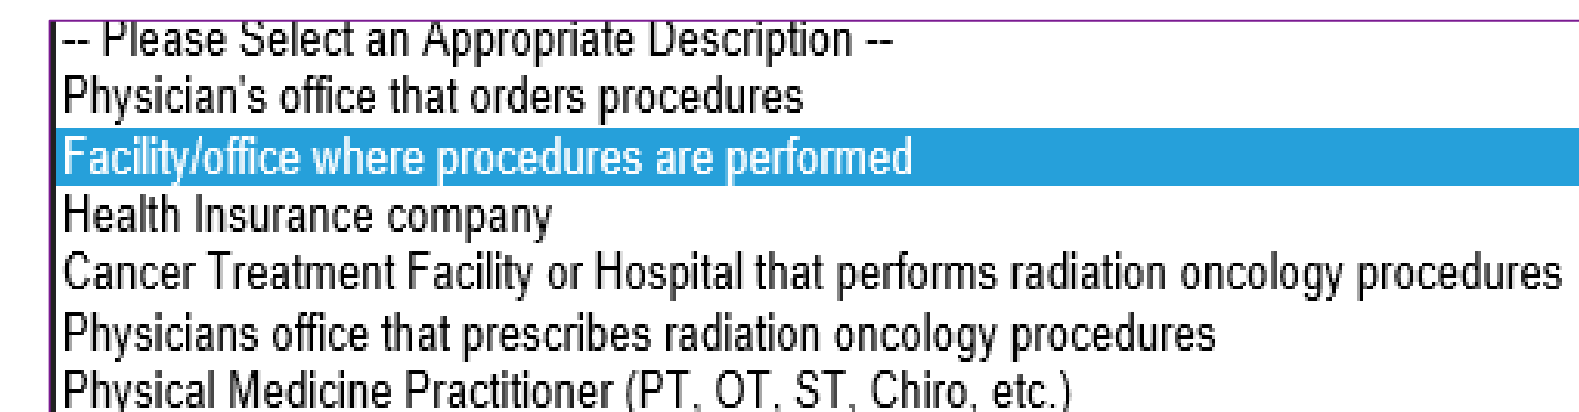 -- Please Select an Appropriate Description --
Physician's office that orders procedures
Facility/office where procedures are performed
Health Insurance company
Cancer Treatment Facility or Hospital that performs radiation oncology procedures
Physicians office that prescribes radiation oncology procedures
Physical Medicine Practitioner (PT, OT, ST, Chiro, etc.)